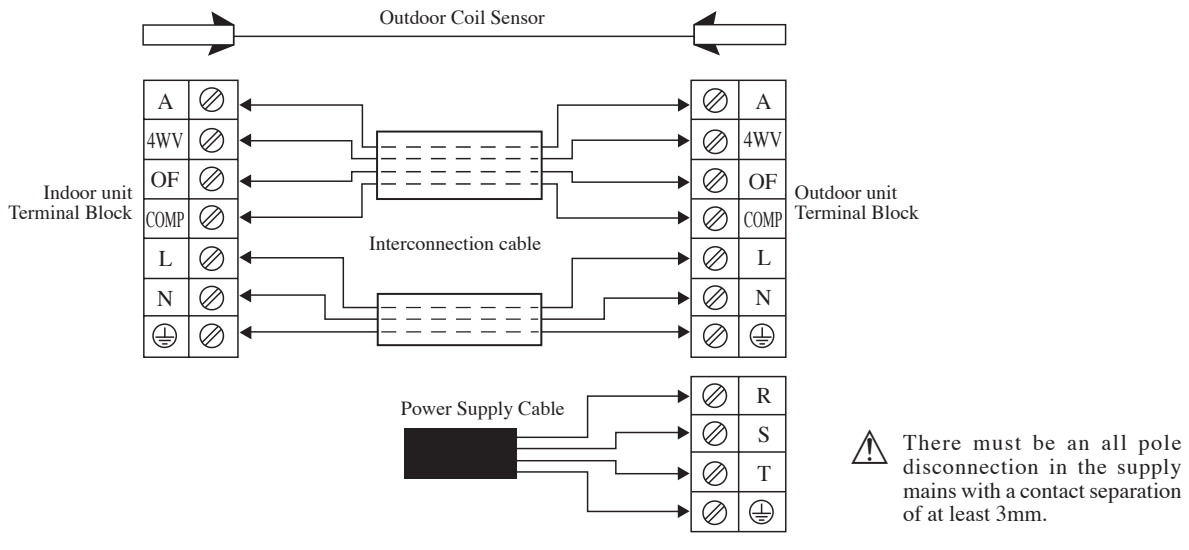 Outdoor Coil Sensor
A
A
4WV
4WV
Indoor unit
Terminal Block
OF
OF
Outdoor unit
Terminal Block
COMP
COMP
Interconnection cable
L
L
N
N
R
Power Supply Cable
S
T
There must be an all pole
disconnection in the supply
mains with a contact separation
of at least 3mm.